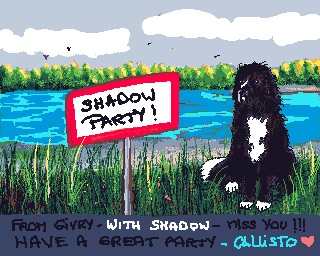 SHADOW
PARTY!
FROM GIVRY - WITH SHADOW - MISS YOU !!!
HAVE A GREAT PARTY - CALLISTO ♥